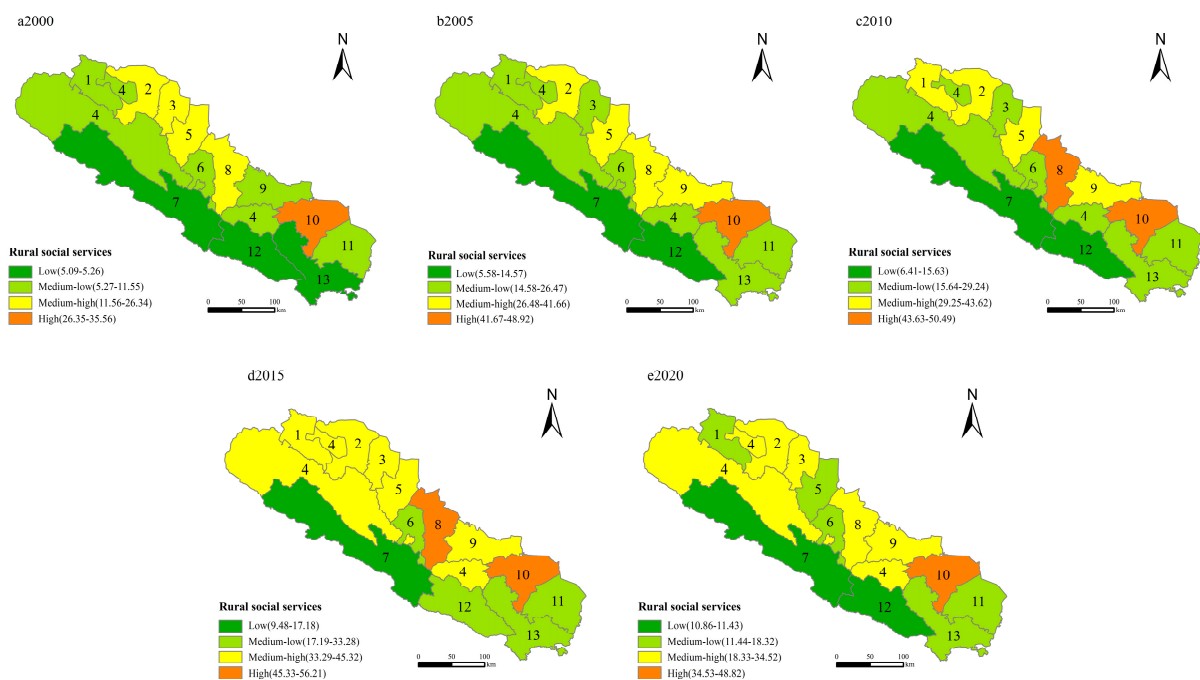 a2000
N
1
4
2
3
4
5
6
8
9
7
4
10
11
12
13
Rural social services
Low(5.09-5.26)
Medium-low(5.27-11.55)
Medium-high(11.56-26.34)
High(26.35-35.56)
0 50 100
km
b2005
N
1
4
2
3
4
5
6
8
9
7
4
10
11
12
13
Rural social services
Low(5.58-14.57)
Medium-low(14.58-26.47)
Medium-high(26.48-41.66)
High(41.67-48.92)
0 50 100
km
c2010
N
1
4
2
3
4
5
6
8
9
7
4
10
11
12
13
Rural social services
Low(6.41-15.63)
Medium-low(15.64-29.24)
Medium-high(29.25-43.62)
High(43.63-50.49)
0 50 100
km
d2015
N
1
4
2
3
4
5
6
8
9
7
4
10
11
12
13
Rural social services
Low(9.48-17.18)
Medium-low(17.19-33.28)
Medium-high(33.29-45.32)
High(45.33-56.21)
0 50 100
km
e2020
N
1
4
2
3
4
5
6
8
9
7
4
10
11
12
13
Rural social services
Low(10.86-11.43)
Medium-low(11.44-18.32)
Medium-high(18.33-34.52)
High(34.53-48.82)
0 50 100
km